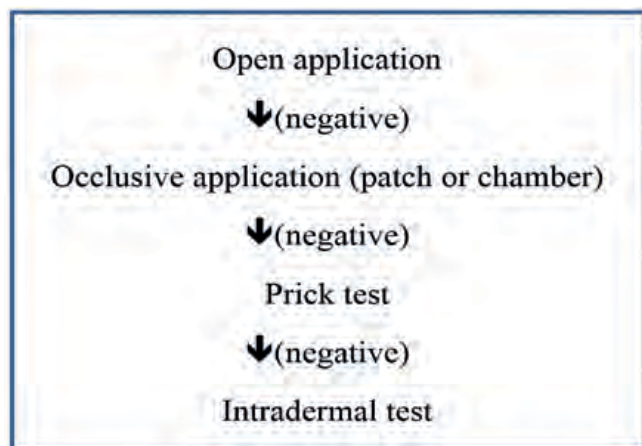 Open application
🡻(negative)
Occlusive application (patch or chamber)
🡻(negative)
Prick test
🡻(negative)
Intradermal test